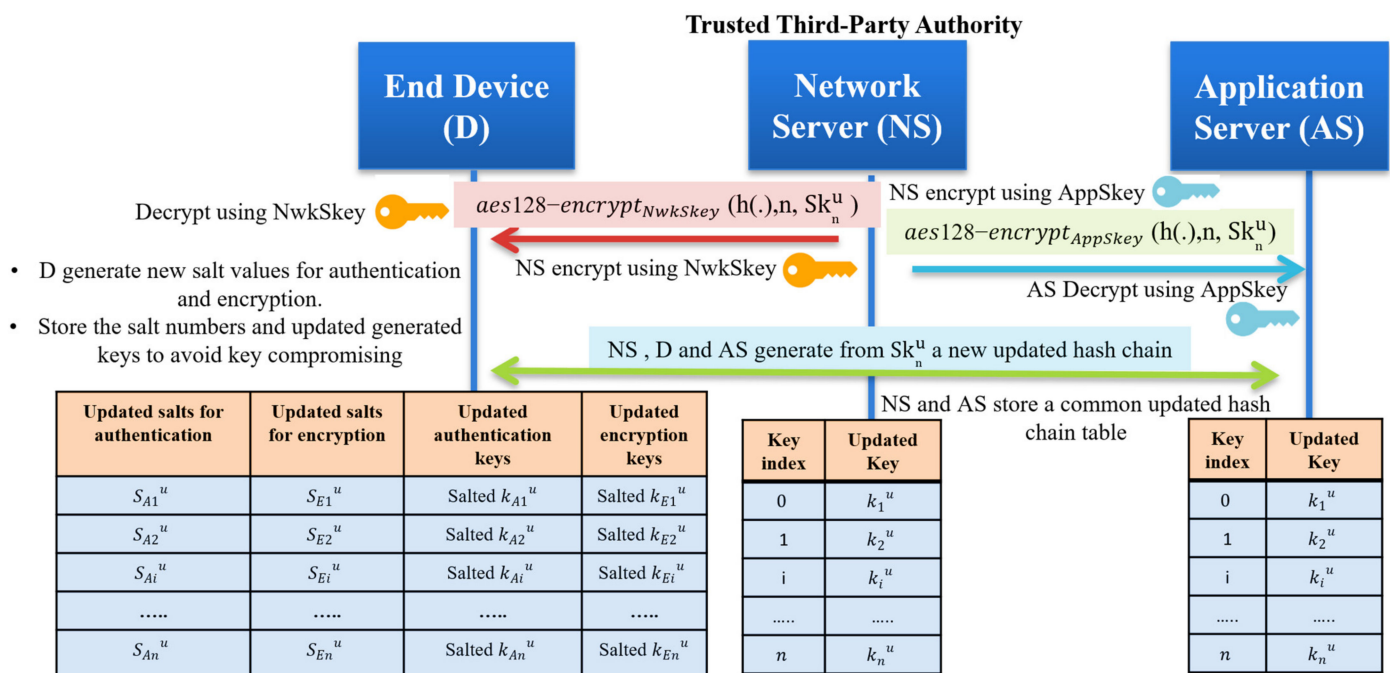 Trusted Third-Party Authority
End Device
(D)
Network
Server (NS)
Application
Server (AS)
Decrypt using NwkSkey
aes128−encrypt_NwkSkey (h(.),n, Sk_n^u )
NS encrypt using NwkSkey
NS encrypt using AppSkey
aes128−encrypt_AppSkey (h(.),n, Sk_n^u)
AS Decrypt using AppSKey
• D generate new salt values for authentication
and encryption.
• Store the salt numbers and updated generated
keys to avoid key compromising
NS , D and AS generate from Sk_n^u a new updated hash chain
NS and AS store a common updated hash
chain table
Updated salts for authentication | Updated salts for encryption | Updated authentication keys | Updated encryption keys
S_A1^u | S_E1^u | Salted k_A1^u | Salted k_E1^u
S_A2^u | S_E2^u | Salted k_A2^u | Salted k_E2^u
S_Ai^u | S_Ei^u | Salted k_Ai^u | Salted k_Ei^u
..... | ..... | ..... | .....
S_An^u | S_En^u | Salted k_An^u | Salted k_En^u
Key index | Updated Key
0 | k_1^u
1 | k_2^u
i | k_i^u
..... | .....
n | k_n^u
Key index | Updated Key
0 | k_1^u
1 | k_2^u
i | k_i^u
..... | .....
n | k_n^u